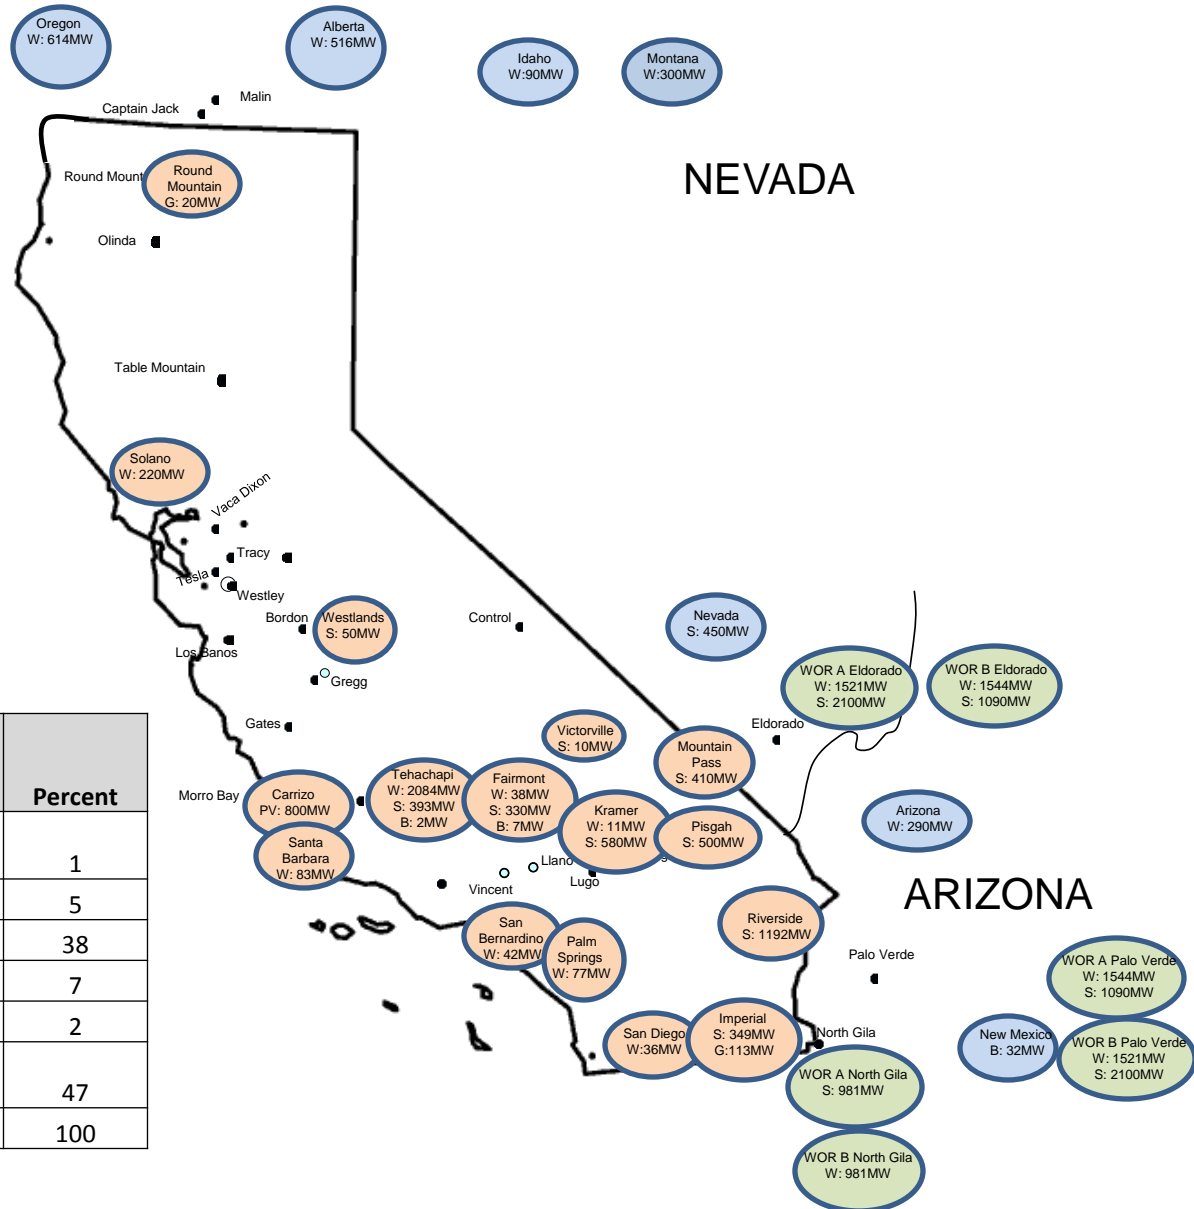 Oregon
W: 614MW
Alberta
W: 516MW
Idaho
W:90MW
Montana
W:300MW
Malin
Captain Jack
NEVADA
Round Mount
Round
Mountain
G: 20MW
Olinda
Table Mountain
Solano
W: 220MW
Vaca Dixon
Tracy
Tesla
Westley
Bordon
Westlands
S: 50MW
Control
Nevada
S: 450MW
Los Banos
Gregg
WOR A Eldorado
W: 1521MW
S: 2100MW
WOR B Eldorado
W: 1544MW
S: 1090MW
Gates
Eldorado
Victorville
S: 10MW
Mountain
Pass
S: 410MW
Morro Bay
Carrizo
PV: 800MW
Tehachapi
W: 2084MW
S: 393MW
B: 2MW
Fairmont
W: 38MW
S: 330MW
B: 7MW
Kramer
W: 11MW
S: 580MW
Pisgah
S: 500MW
Arizona
W: 290MW
Santa
Barbara
W: 83MW
Llano
Vincent
Lugo
ARIZONA
San
Bernardino
W: 42MW
Palm
Springs
W: 77MW
Riverside
S: 1192MW
Palo Verde
WOR A Palo Verde
W: 1544MW
S: 1090MW
San Diego
W:36MW
Imperial
S: 349MW
G:113MW
North Gila
New Mexico
B: 32MW
WOR B Palo Verde
W: 1521MW
S: 2100MW
WOR A North Gila
S: 981MW
WOR B North Gila
W: 981MW
Percent
1
5
38
7
2
47
100